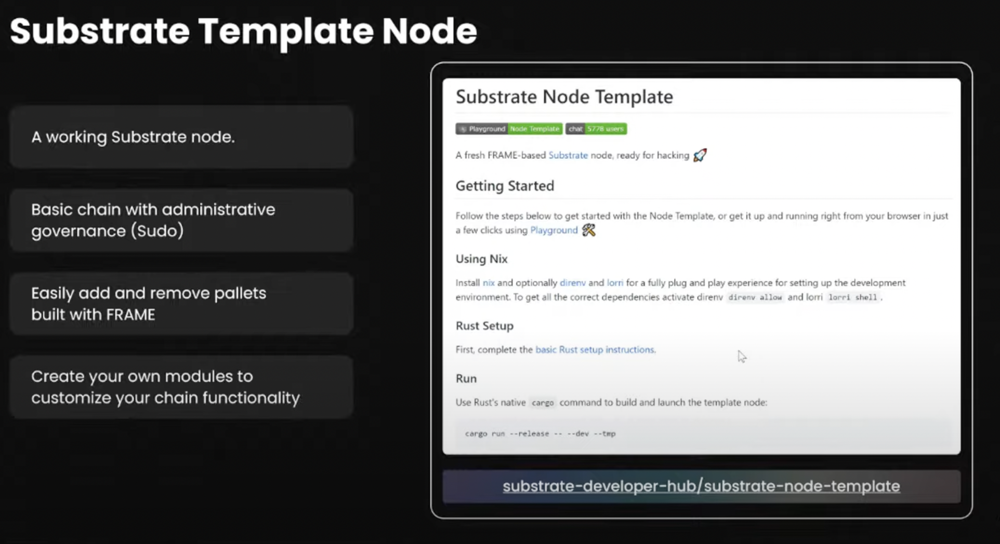 Substrate Template Node
A working Substrate node.
Basic chain with administrative
governance (Sudo)
Easily add and remove pallets
built with FRAME
Create your own modules to
customize your chain functionality
Substrate Node Template
Playground Node Template chat 5778 users
A fresh FRAME-based Substrate node, ready for hacking 🚀
Getting Started
Follow the steps below to get started with the Node Template, or get it up and running right from your browser in just
a few clicks using Playground 🛠️
Using Nix
Install nix and optionally direnv and lorri for a fully plug and play experience for setting up the development
environment. To get all the correct dependencies activate direnv direnv allow and lorri lorri shell .
Rust Setup
First, complete the basic Rust setup instructions.
Run
Use Rust's native cargo command to build and launch the template node:
cargo run --release -- --dev --tmp
substrate-developer-hub/substrate-node-template